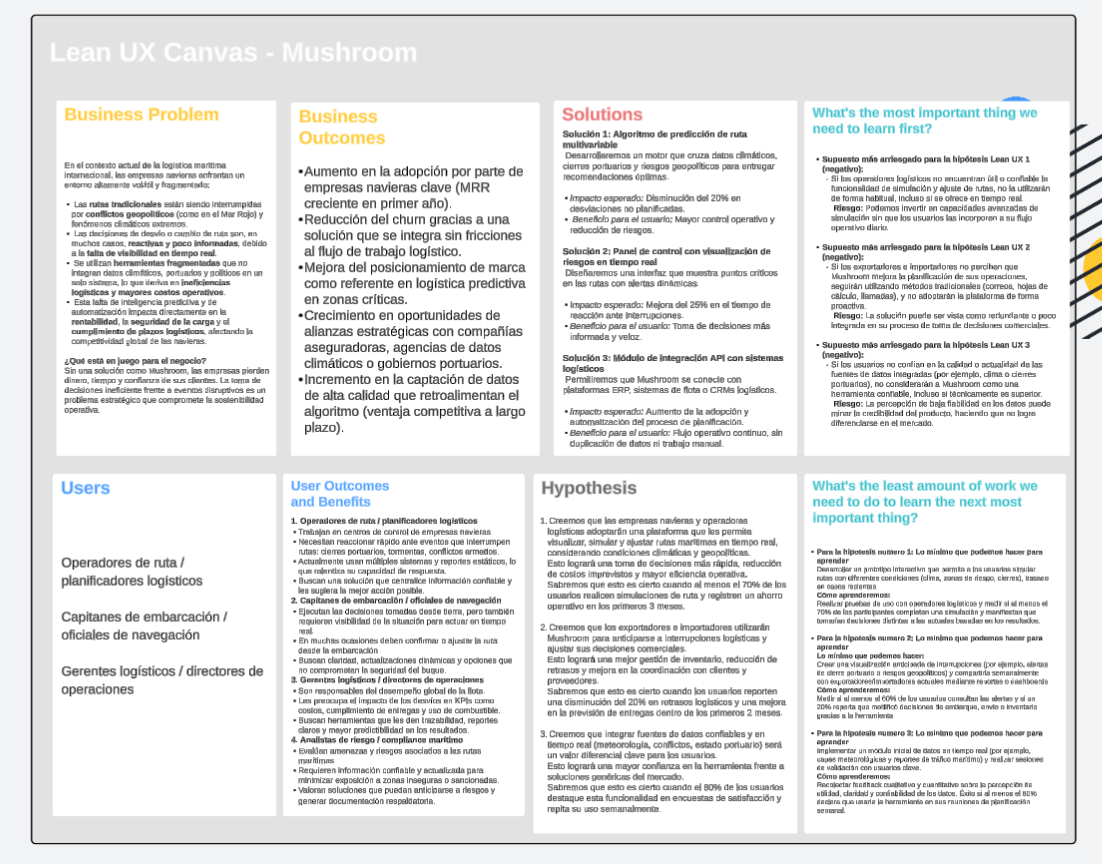 Lean UX Canvas - Mushroom
Business Problem
En el contexto actual de la logística marítima
internacional, las empresas navieras enfrentan un
entorno altamente volátil y fragmentado:
• Las rutas tradicionales están siendo interrumpidas
por conflictos geopolíticos (como en el Mar Rojo) y
fenómenos climáticos extremos.
• Las decisiones de desvío o cambio de ruta son, en
muchos casos, reactivas y poco informadas, debido
a la falta de visibilidad en tiempo real.
• Se utilizan herramientas fragmentadas que no
integran datos climáticos, portuarios y políticos en un
solo sistema, lo que deriva en ineficiencias
logísticas y mayores costos operativos.
• Esta falta de inteligencia predictiva y de
automatización impacta directamente en la
rentabilidad, la seguridad de la carga y el
cumplimiento de plazos logísticos, afectando la
competitividad global de las navieras.
¿Qué está en juego para el negocio?
Sin una solución como Mushroom, las empresas pierden
dinero, tiempo y confianza de sus clientes. La toma de
decisiones ineficiente frente a eventos disruptivos es un
problema estratégico que compromete la sostenibilidad
operativa.
Business
Outcomes
•Aumento en la adopción por parte de
empresas navieras clave (MRR
creciente en primer año).
•Reducción del churn gracias a una
solución que se integra sin fricciones
al flujo de trabajo logístico.
•Mejora del posicionamiento de marca
como referente en logística predictiva
en zonas críticas.
•Crecimiento en oportunidades de
alianzas estratégicas con compañías
aseguradoras, agencias de datos
climáticos o gobiernos portuarios.
•Incremento en la captación de datos
de alta calidad que retroalimentan el
algoritmo (ventaja competitiva a largo
plazo).
Solutions
Solución 1: Algoritmo de predicción de ruta
multivariable
Desarrollaremos un motor que cruza datos climáticos,
cierres portuarios y riesgos geopolíticos para entregar
recomendaciones óptimas.
• Impacto esperado: Disminución del 20% en
desviaciones no planificadas.
• Beneficio para el usuario: Mayor control operativo y
reducción de riesgos.
Solución 2: Panel de control con visualización de
riesgos en tiempo real
Diseñaremos una interfaz que muestra puntos críticos
en las rutas con alertas dinámicas.
• Impacto esperado: Mejora del 25% en el tiempo de
reacción ante interrupciones.
• Beneficio para el usuario: Toma de decisiones más
informada y veloz.
Solución 3: Módulo de integración API con sistemas
logísticos
Permitiremos que Mushroom se conecte con
plataformas ERP, sistemas de flota o CRMs logísticos.
• Impacto esperado: Aumento de la adopción y
automatización del proceso de planificación.
• Beneficio para el usuario: Flujo operativo continuo, sin
duplicación de datos ni trabajo manual.
What's the most important thing we
need to learn first?
• Supuesto más arriesgado para la hipótesis Lean UX 1
(negativo):
◦ Si los operadores logísticos no encuentran útil o confiable la
funcionalidad de simulación y ajuste de rutas, no la utilizarán
de forma habitual, incluso si se ofrece en tiempo real.
Riesgo: Podemos invertir en capacidades avanzadas de
simulación sin que los usuarios las incorporen a su flujo
operativo diario.
• Supuesto más arriesgado para la hipótesis Lean UX 2
(negativo):
◦ Si los exportadores e importadores no perciben que
Mushroom mejora la planificación de sus operaciones,
seguirán utilizando métodos tradicionales (correos, hojas de
cálculo, llamadas), y no adoptarán la plataforma de forma
proactiva.
Riesgo: La solución puede ser vista como redundante o poco
integrada en su proceso de toma de decisiones comerciales.
• Supuesto más arriesgado para la hipótesis Lean UX 3
(negativo):
◦ Si los usuarios no confían en la calidad o actualidad de las
fuentes de datos integradas (por ejemplo, clima o cierres
portuarios), no considerarán a Mushroom como una
herramienta confiable, incluso si técnicamente es superior.
Riesgo: La percepción de baja fiabilidad en los datos puede
minar la credibilidad del producto, haciendo que no logre
diferenciarse en el mercado.
Users
Operadores de ruta /
planificadores logísticos
Capitanes de embarcación /
oficiales de navegación
Gerentes logísticos / directores de
operaciones
User Outcomes
and Benefits
1. Operadores de ruta / planificadores logísticos
• Trabajan en centros de control de empresas navieras
• Necesitan reaccionar rápido ante eventos que interrumpen
rutas: cierres portuarios, tormentas, conflictos armados.
• Actualmente usan múltiples sistemas y reportes estáticos, lo
que ralentiza su capacidad de respuesta.
• Buscan una solución que centralice información confiable y
les sugiera la mejor acción posible.
2. Capitanes de embarcación / oficiales de navegación
• Ejecutan las decisiones tomadas desde tierra, pero también
requieren visibilidad de la situación para actuar en tiempo
real.
• En muchas ocasiones deben confirmar o ajustar la ruta
desde la embarcación
• Buscan claridad, actualizaciones dinámicas y opciones que
no comprometan la seguridad del buque.
3. Gerentes logísticos / directores de operaciones
• Son responsables del desempeño global de la flota.
• Les preocupa el impacto de los desvíos en KPIs como
costos, cumplimiento de entregas y uso de combustible.
• Buscan herramientas que les den trazabilidad, reportes
claros y mayor predictibilidad en los resultados.
4. Analistas de riesgo / compliance marítimo
• Evalúan amenazas y riesgos asociados a las rutas
marítimas
• Requieren información confiable y actualizada para
minimizar exposición a zonas inseguras o sancionadas.
• Valoran soluciones que puedan anticiparse a riesgos y
generar documentación respaldatoria.
Hypothesis
1. Creemos que las empresas navieras y operadoras
logísticas adoptarán una plataforma que les permita
visualizar, simular y ajustar rutas marítimas en tiempo real,
considerando condiciones climáticas y geopolíticas.
Esto logrará una toma de decisiones más rápida, reducción
de costos imprevistos y mayor eficiencia operativa.
Sabremos que esto es cierto cuando al menos el 70% de los
usuarios realicen simulaciones de ruta y registren un ahorro
operativo en los primeros 3 meses.
2. Creemos que los exportadores e importadores utilizarán
Mushroom para anticiparse a interrupciones logísticas y
ajustar sus decisiones comerciales.
Esto logrará una mejor gestión de inventario, reducción de
retrasos y mejora en la coordinación con clientes y
proveedores.
Sabremos que esto es cierto cuando los usuarios reporten
una disminución del 20% en retrasos logísticos y una mejora
en la previsión de entregas dentro de los primeros 2 meses.
3. Creemos que integrar fuentes de datos confiables y en
tiempo real (meteorología, conflictos, estado portuario) será
un valor diferencial clave para los usuarios.
Esto logrará una mayor confianza en la herramienta frente a
soluciones genéricas del mercado.
Sabremos que esto es cierto cuando el 80% de los usuarios
destaque esta funcionalidad en encuestas de satisfacción y
repita su uso semanalmente.
What's the least amount of work we
need to do to learn the next most
important thing?
• Para la hipotesis numero 1: Lo mínimo que podemos hacer para
aprender
Desarrollar un prototipo interactivo que permita a los usuarios simular
rutas con diferentes condiciones (clima, zonas de riesgo, cierres), basado
en casos recientes
Cómo aprenderemos:
Realizar pruebas de uso con operadores logísticos y medir si al menos el
70% de los participantes completan una simulación y manifiestan que
tomarían decisiones distintas a las actuales basadas en los resultados.
• Para la hipotesis numero 2: Lo mínimo que podemos hacer para
aprender
Lo mínimo que podemos hacer:
Crear una visualización anticipada de interrupciones (por ejemplo, alertas
de cierre portuario o riesgos geopolíticos) y compartirla semanalmente
con exportadores/importadores actuales mediante reportes o dashboards
Cómo aprenderemos:
Medir si al menos el 60% de los usuarios consultan las alertas y si un
20% reporta que modificó decisiones de embarque, envío o inventario
gracias a la herramienta
• Para la hipotesis numero 3: Lo mínimo que podemos hacer para
aprender
Implementar un módulo inicial de datos en tiempo real (por ejemplo,
capas meteorológicas y reportes de tráfico marítimo) y realizar sesiones
de validación con usuarios clave.
Cómo aprenderemos:
Recolectar feedback cualitativo y cuantitativo sobre la percepción de
utilidad, claridad y confiabilidad de los datos. Éxito si al menos el 80%
declara que usaría la herramienta en sus reuniones de planificación
semanal.